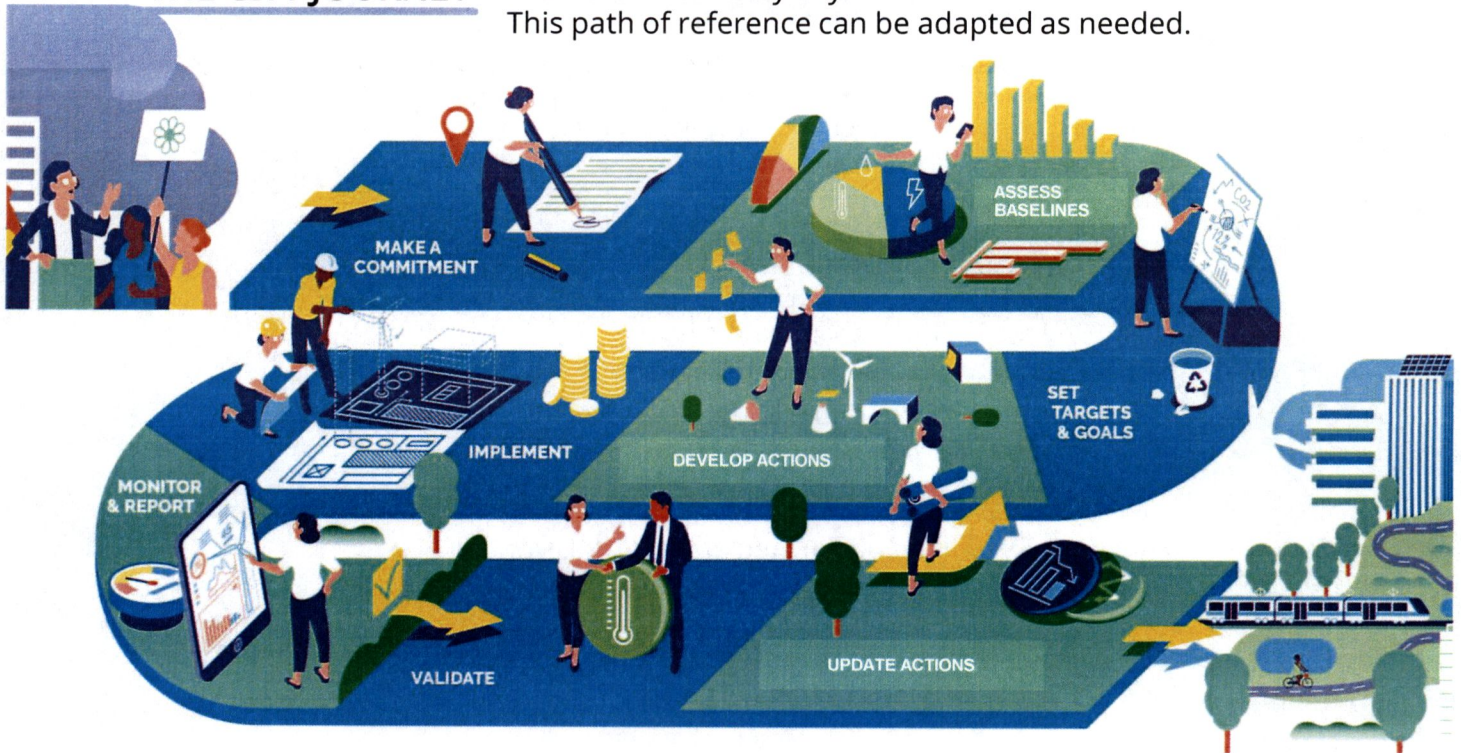 This path of reference can be adapted as needed.
MAKE A
COMMITMENT
ASSESS
BASELINES
CO2
SET
TARGETS
& GOALS
DEVELOP ACTIONS
IMPLEMENT
MONITOR
& REPORT
VALIDATE
UPDATE ACTIONS